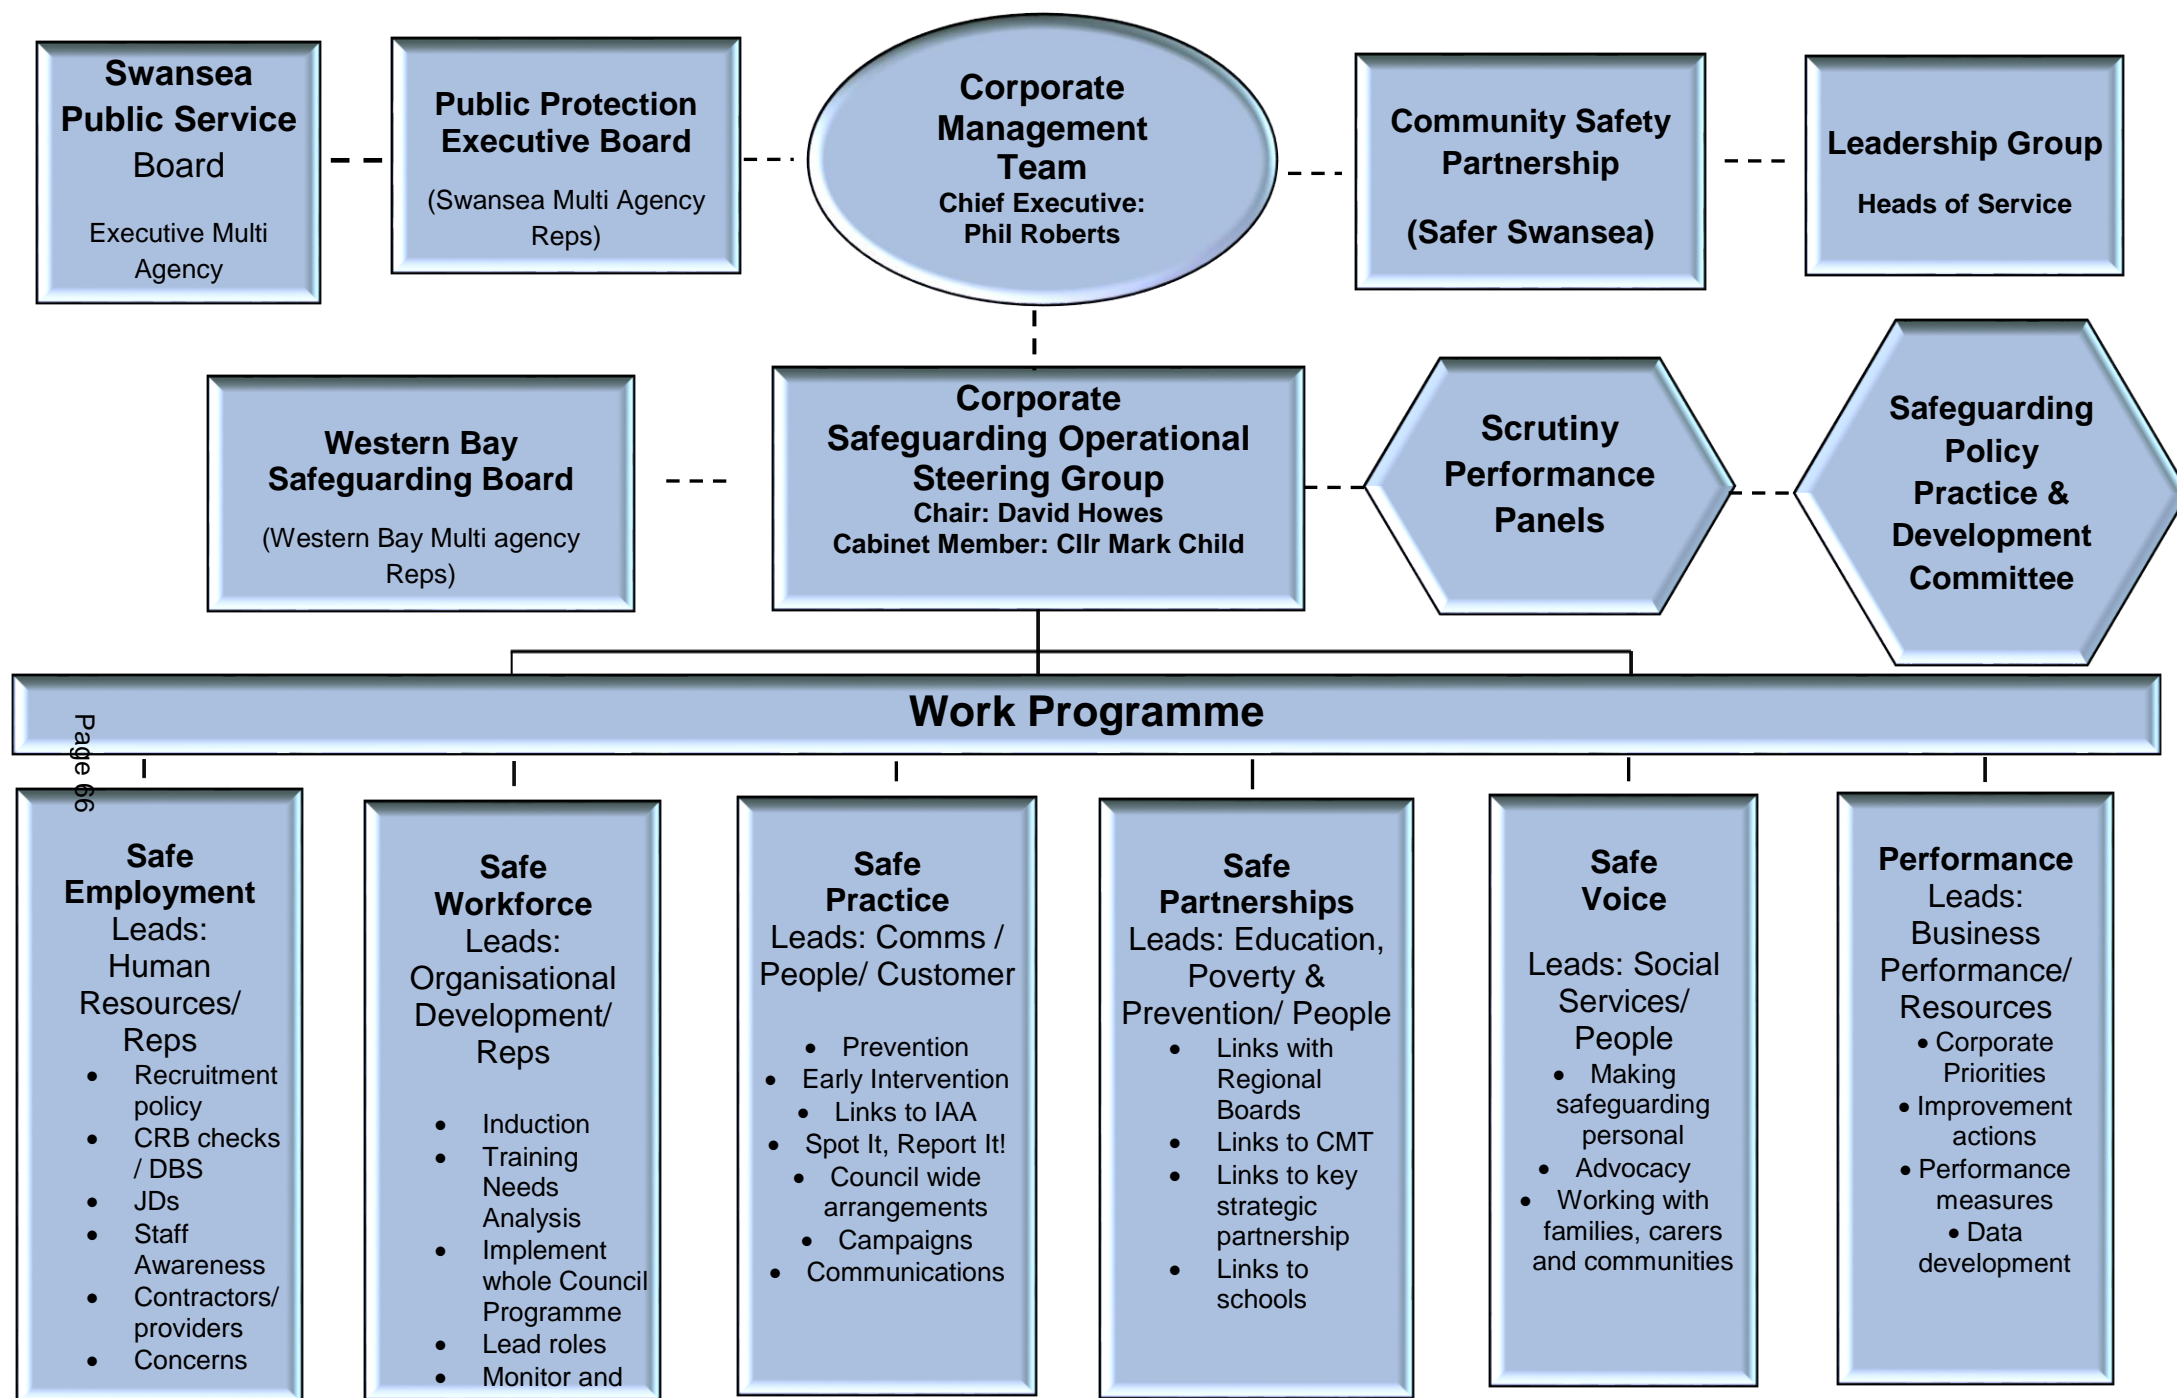 Swansea
Public Service
Board
Executive Multi
Agency
Public Protection
Executive Board
(Swansea Multi Agency
Reps)
Corporate
Management
Team
Chief Executive:
Phil Roberts
Community Safety
Partnership
(Safer Swansea)
Leadership Group
Heads of Service
Western Bay
Safeguarding Board
(Western Bay Multi agency
Reps)
Corporate
Safeguarding Operational
Steering Group
Chair: David Howes
Cabinet Member: Cllr Mark Child
Scrutiny
Performance
Panels
Safeguarding
Policy
Practice &
Development
Committee
Work Programme
Page 66
Safe
Employment
Leads:
Human
Resources/
Reps
• Recruitment
policy
• CRB checks
/ DBS
• JDs
• Staff
Awareness
• Contractors/
providers
• Concerns
Safe
Workforce
Leads:
Organisational
Development/
Reps
• Induction
• Training
Needs
Analysis
• Implement
whole Council
Programme
• Lead roles
• Monitor and
Safe
Practice
Leads: Comms /
People/ Customer
• Prevention
• Early Intervention
• Links to IAA
• Spot It, Report It!
• Council wide
arrangements
• Campaigns
• Communications
Safe
Partnerships
Leads: Education,
Poverty &
Prevention/ People
• Links with
Regional
Boards
• Links to CMT
• Links to key
strategic
partnership
• Links to
schools
Safe
Voice
Leads: Social
Services/
People
• Making
safeguarding
personal
• Advocacy
• Working with
families, carers
and communities
Performance
Leads:
Business
Performance/
Resources
• Corporate
Priorities
• Improvement
actions
• Performance
measures
• Data
development